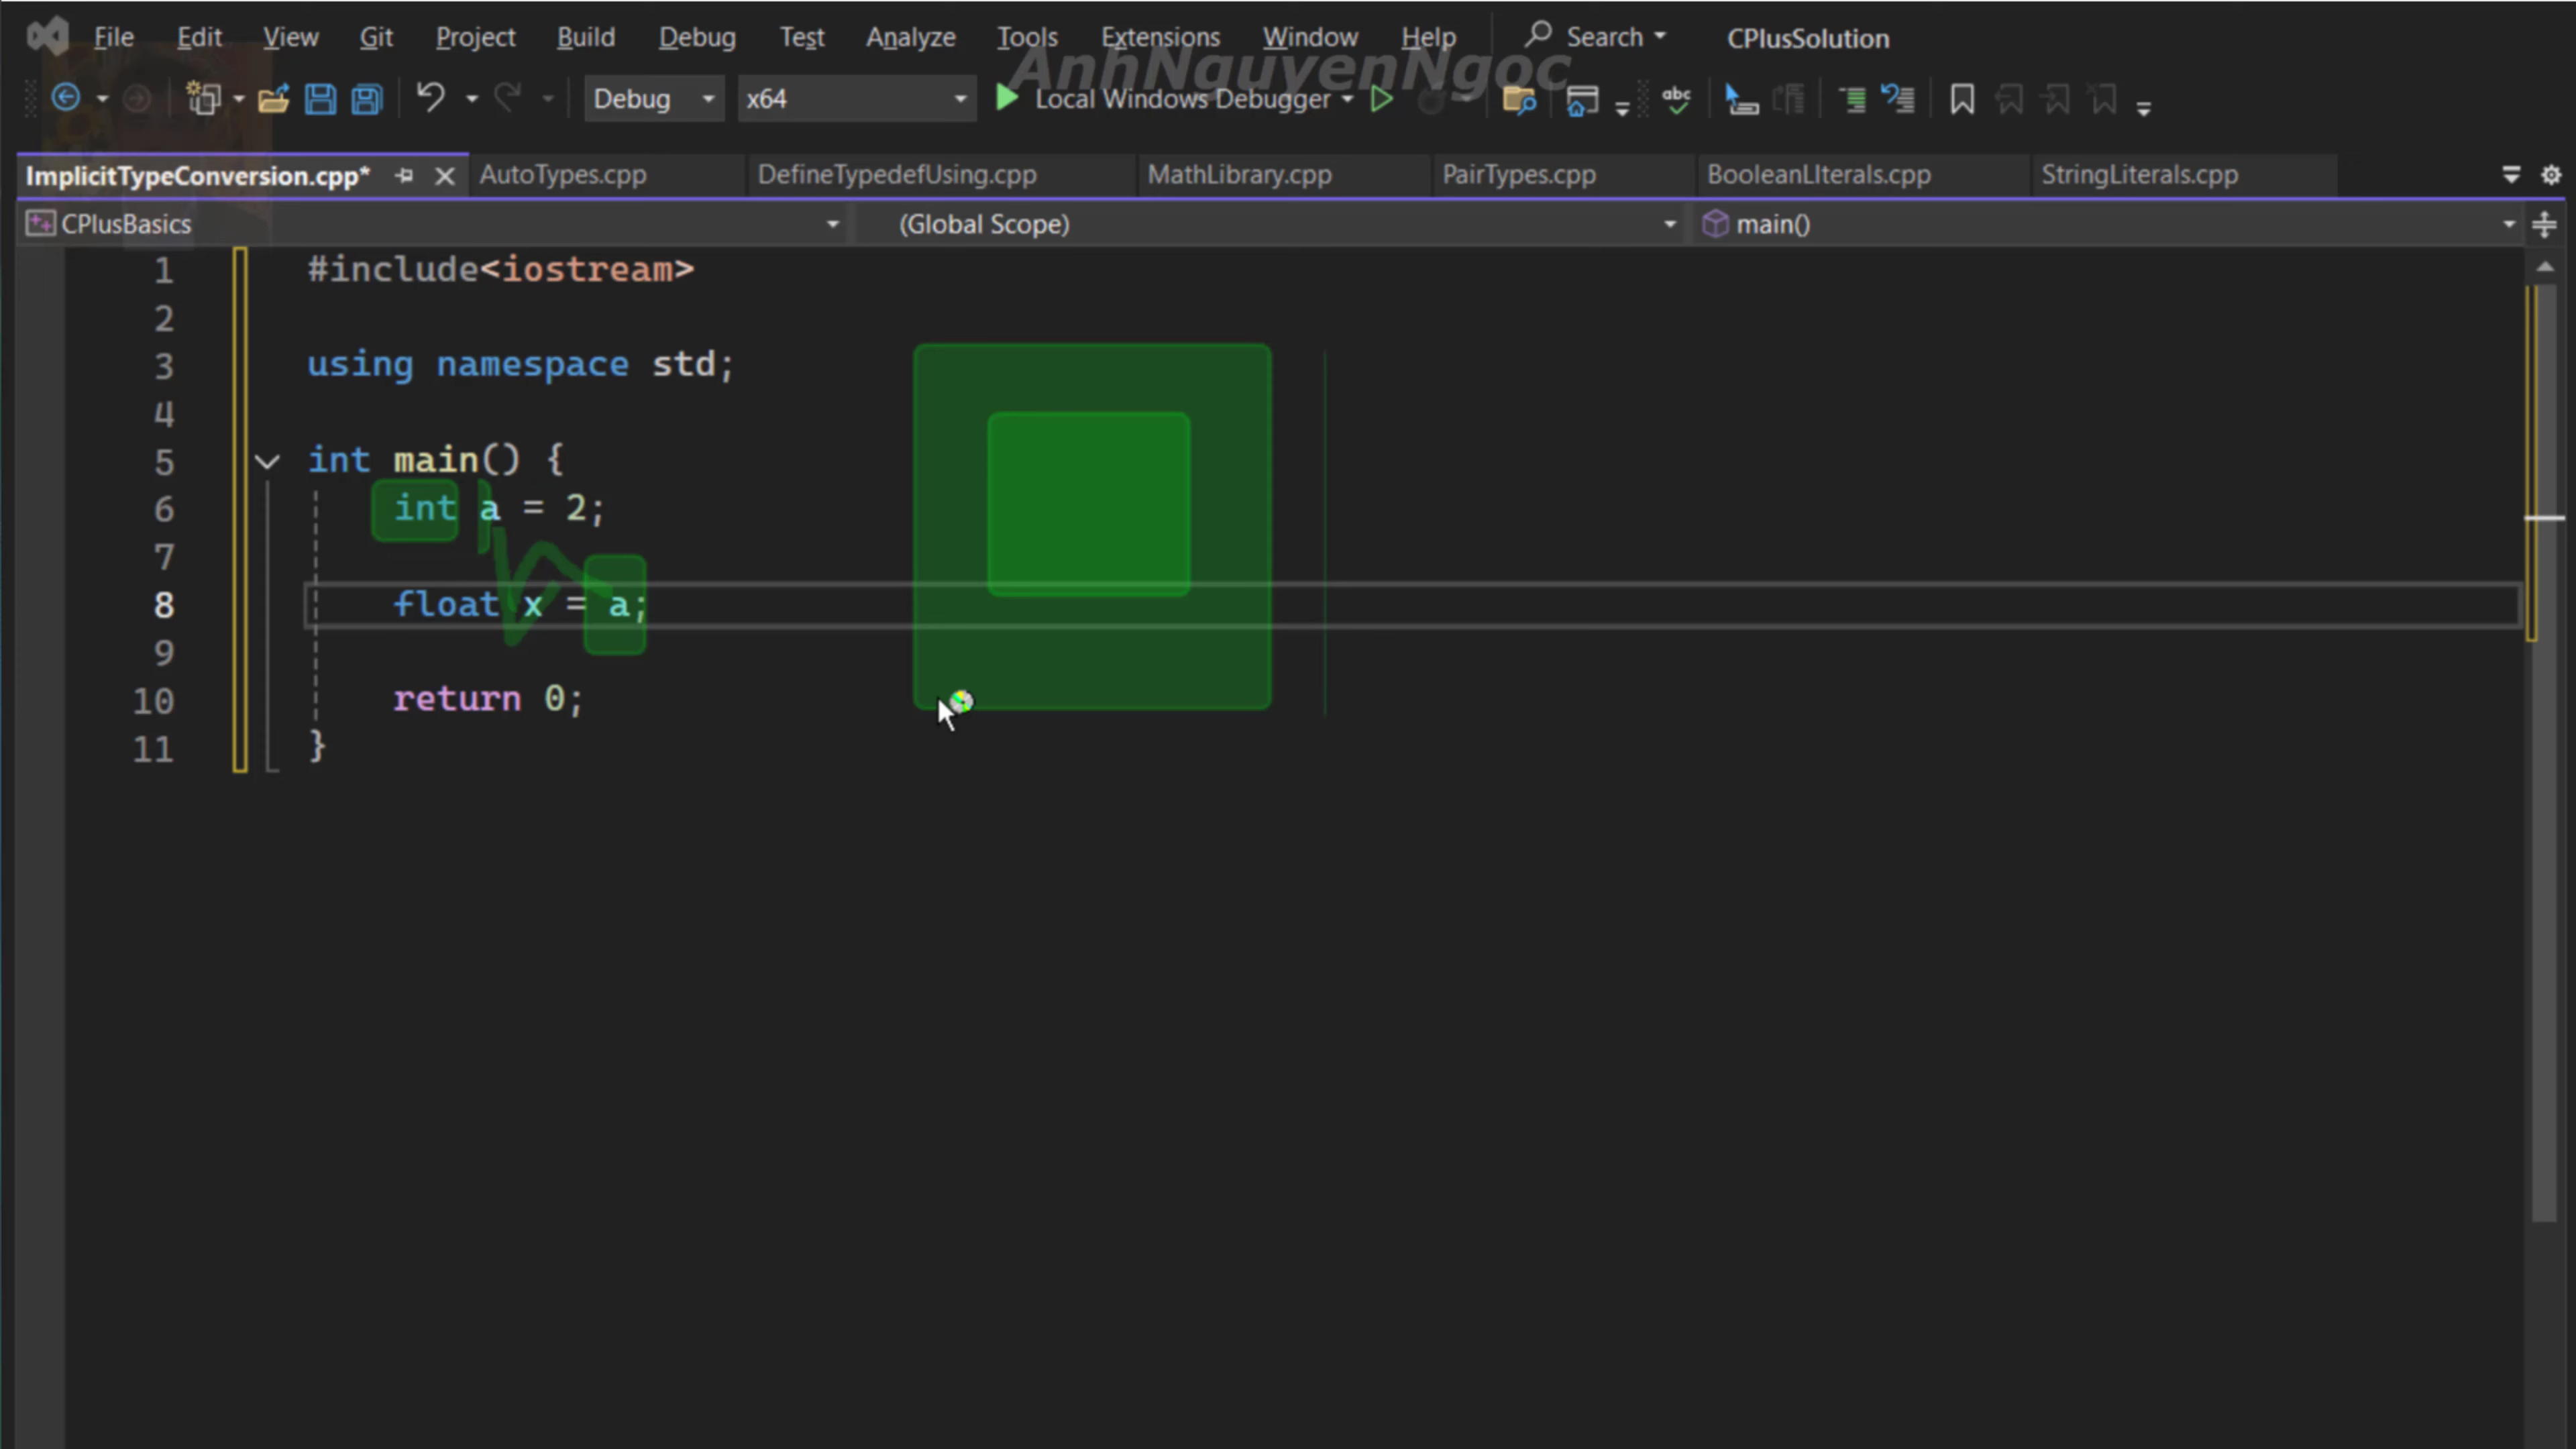 File Edit View Git Project Build Debug Test Analyze Tools Extensions Window Help Search CPlusSolution
AnhNguyenNgoc
Debug x64 Local Windows Debugger abc
ImplicitTypeConversion.cpp* AutoTypes.cpp DefineTypedefUsing.cpp MathLibrary.cpp PairTypes.cpp BooleanLIterals.cpp StringLiterals.cpp
CPlusBasics (Global Scope) main()
1 #include<iostream>
2
3 using namespace std;
4
5 int main() {
6 int a = 2;
7
8 float x = a;
9
10 return 0;
11 }